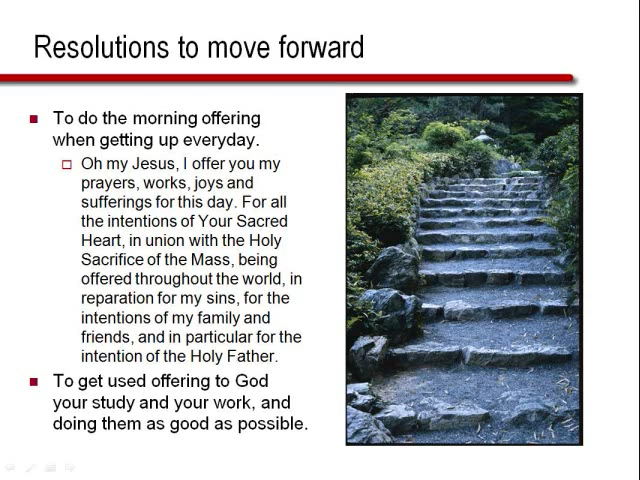 Resolutions to move forward
To do the morning offering
when getting up everyday.
Oh my Jesus, I offer you my
prayers, works, joys and
sufferings for this day. For all
the intentions of Your Sacred
Heart, in union with the Holy
Sacrifice of the Mass, being
offered throughout the world, in
reparation for my sins, for the
intentions of my family and
friends, and in particular for the
intention of the Holy Father.
To get used offering to God
your study and your work, and
doing them as good as possible.